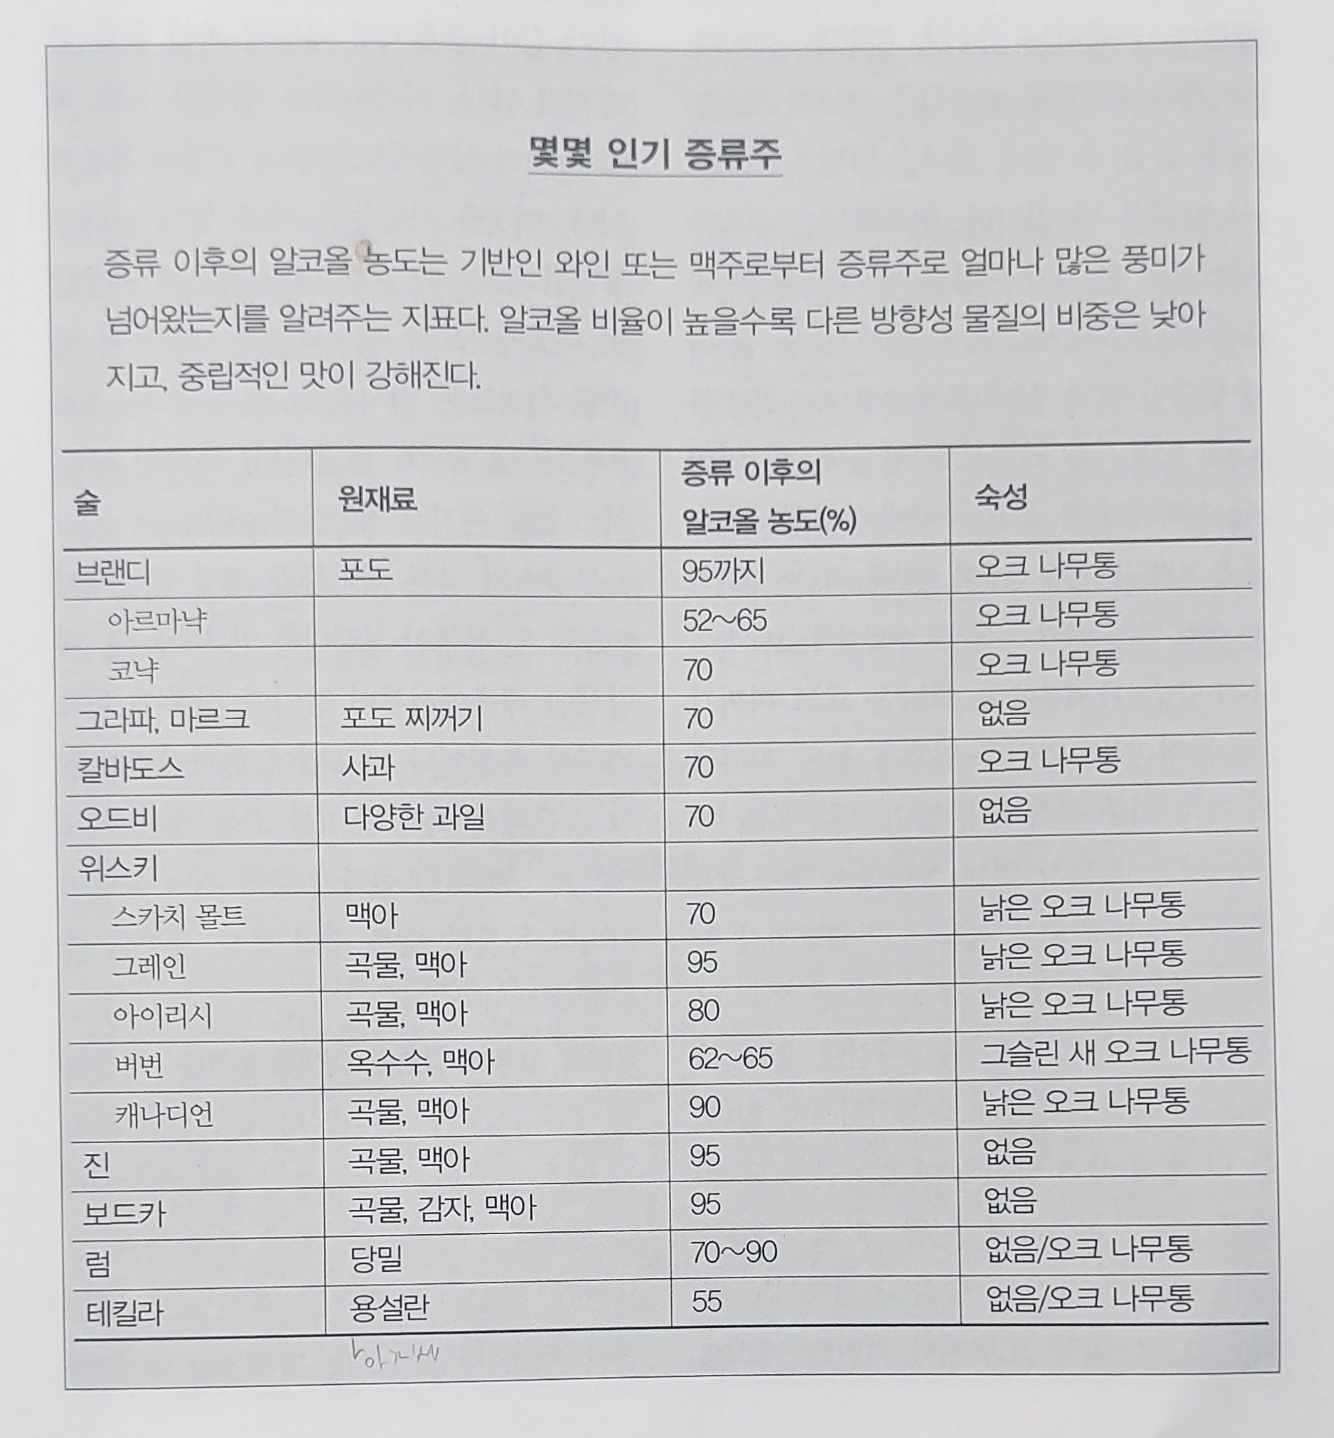 몇몇 인기 증류주
증류 이후의 알코올 농도는 기반인 와인 또는 맥주로부터 증류주로 얼마나 많은 풍미가
넘어왔는지를 알려주는 지표다. 알코올 비율이 높을수록 다른 방향성 물질의 비중은 낮아
지고, 중립적인 맛이 강해진다.
술 원재료 증류 이후의 알코올 농도(%) 숙성
브랜디 포도 95까지 오크 나무통
아르마냑 52~65 오크 나무통
코냑 70 오크 나무통
그라파, 마르크 포도 찌꺼기 70 없음
칼바도스 사과 70 오크 나무통
오드비 다양한 과일 70 없음
위스키
스카치 몰트 맥아 70 낡은 오크 나무통
그레인 곡물, 맥아 95 낡은 오크 나무통
아이리시 곡물, 맥아 80 낡은 오크 나무통
버번 옥수수, 맥아 62~65 그슬린 새 오크 나무통
캐나디언 곡물, 맥아 90 낡은 오크 나무통
진 곡물, 맥아 95 없음
보드카 곡물, 감자, 맥아 95 없음
럼 당밀 70~90 없음/오크 나무통
테킬라 용설란 55 없음/오크 나무통